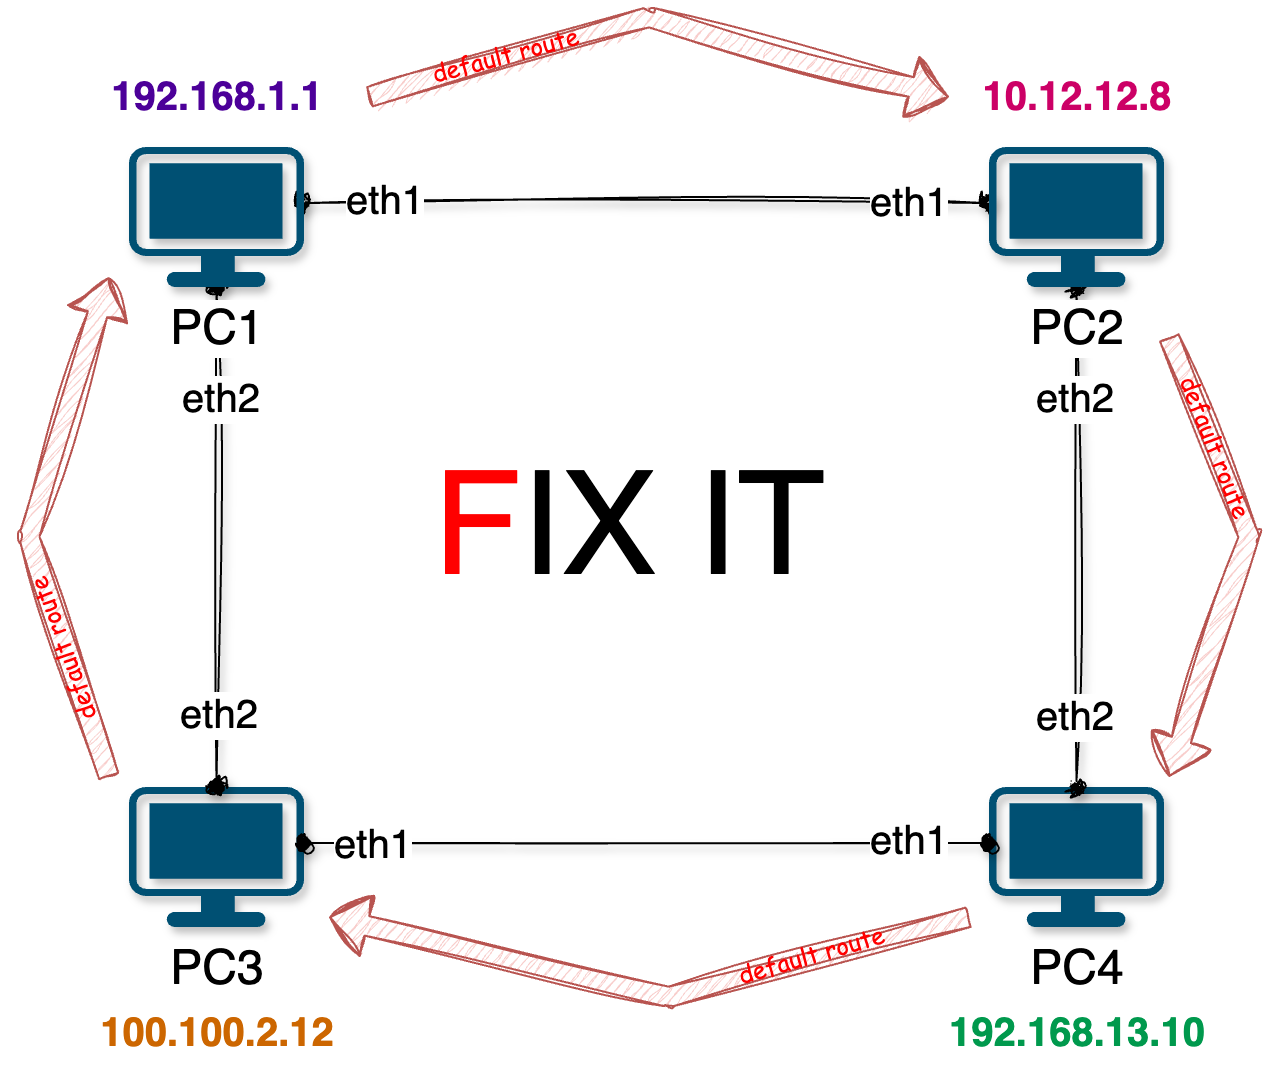 default route
192.168.1.1
10.12.12.8
eth1
eth1
PC1
PC2
eth2
eth2
default route
FIX IT
default route
eth2
eth2
eth1
eth1
default route
PC3
PC4
100.100.2.12
192.168.13.10